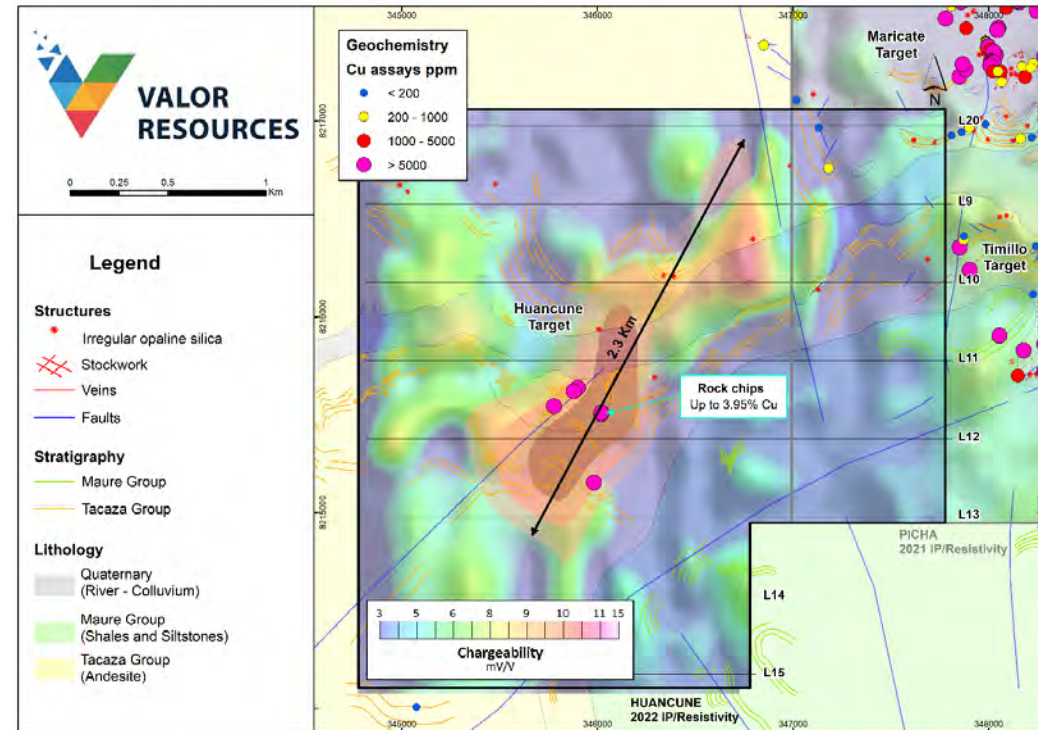 VALOR
RESOURCES
0 0.25 0.5 1
Km
Legend
Structures
Irregular opaline silica
Stockwork
Veins
Faults
Stratigraphy
Maure Group
Tacaza Group
Lithology
Quaternary
(River - Colluvium)
Maure Group
(Shales and Siltstones)
Tacaza Group
(Andesite)
345000 346000 347000 348000
Geochemistry
Cu assays ppm
< 200
200 - 1000
1000 - 5000
> 5000
Maricate
Target
N
8217000
L20
L9
Timillo
Target
L10
Huancune
Target
8216000
2.3 Km
L11
Rock chips
Up to 3.95% Cu
L12
8215000
L13
PICHA
2021 IP/Resistivity
L14
3 5 6 8 9 10 11 15
Chargeability
mV/V
L15
HUANCUNE
2022 IP/Resistivity
345000 346000 347000 348000